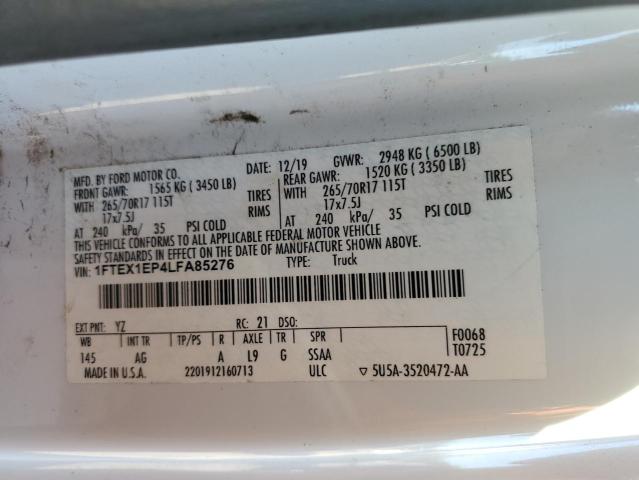 MFD. BY FORD MOTOR CO. DATE: 12/19 GVWR: 2948 KG ( 6500 LB)
FRONT GAWR: 1565 KG ( 3450 LB) REAR GAWR: 1520 KG ( 3350 LB)
WITH 265/70R17 115T TIRES WITH 265/70R17 115T TIRES
17x7.5J RIMS 17x7.5J RIMS
AT 240 kPa/ 35 PSI COLD AT 240 kPa/ 35 PSI COLD
THIS VEHICLE CONFORMS TO ALL APPLICABLE FEDERAL MOTOR VEHICLE
SAFETY STANDARDS IN EFFECT ON THE DATE OF MANUFACTURE SHOWN ABOVE.
VIN: 1FTEX1EP4LFA85276 TYPE: Truck
EXT PNT: YZ RC: 21 DSO: F0068
WB INT TR TP/PS R AXLE TR SPR T0725
145 AG A L9 G SSAA
MADE IN U.S.A. 2201912160713 ULC ▽ 5U5A-3520472-AA